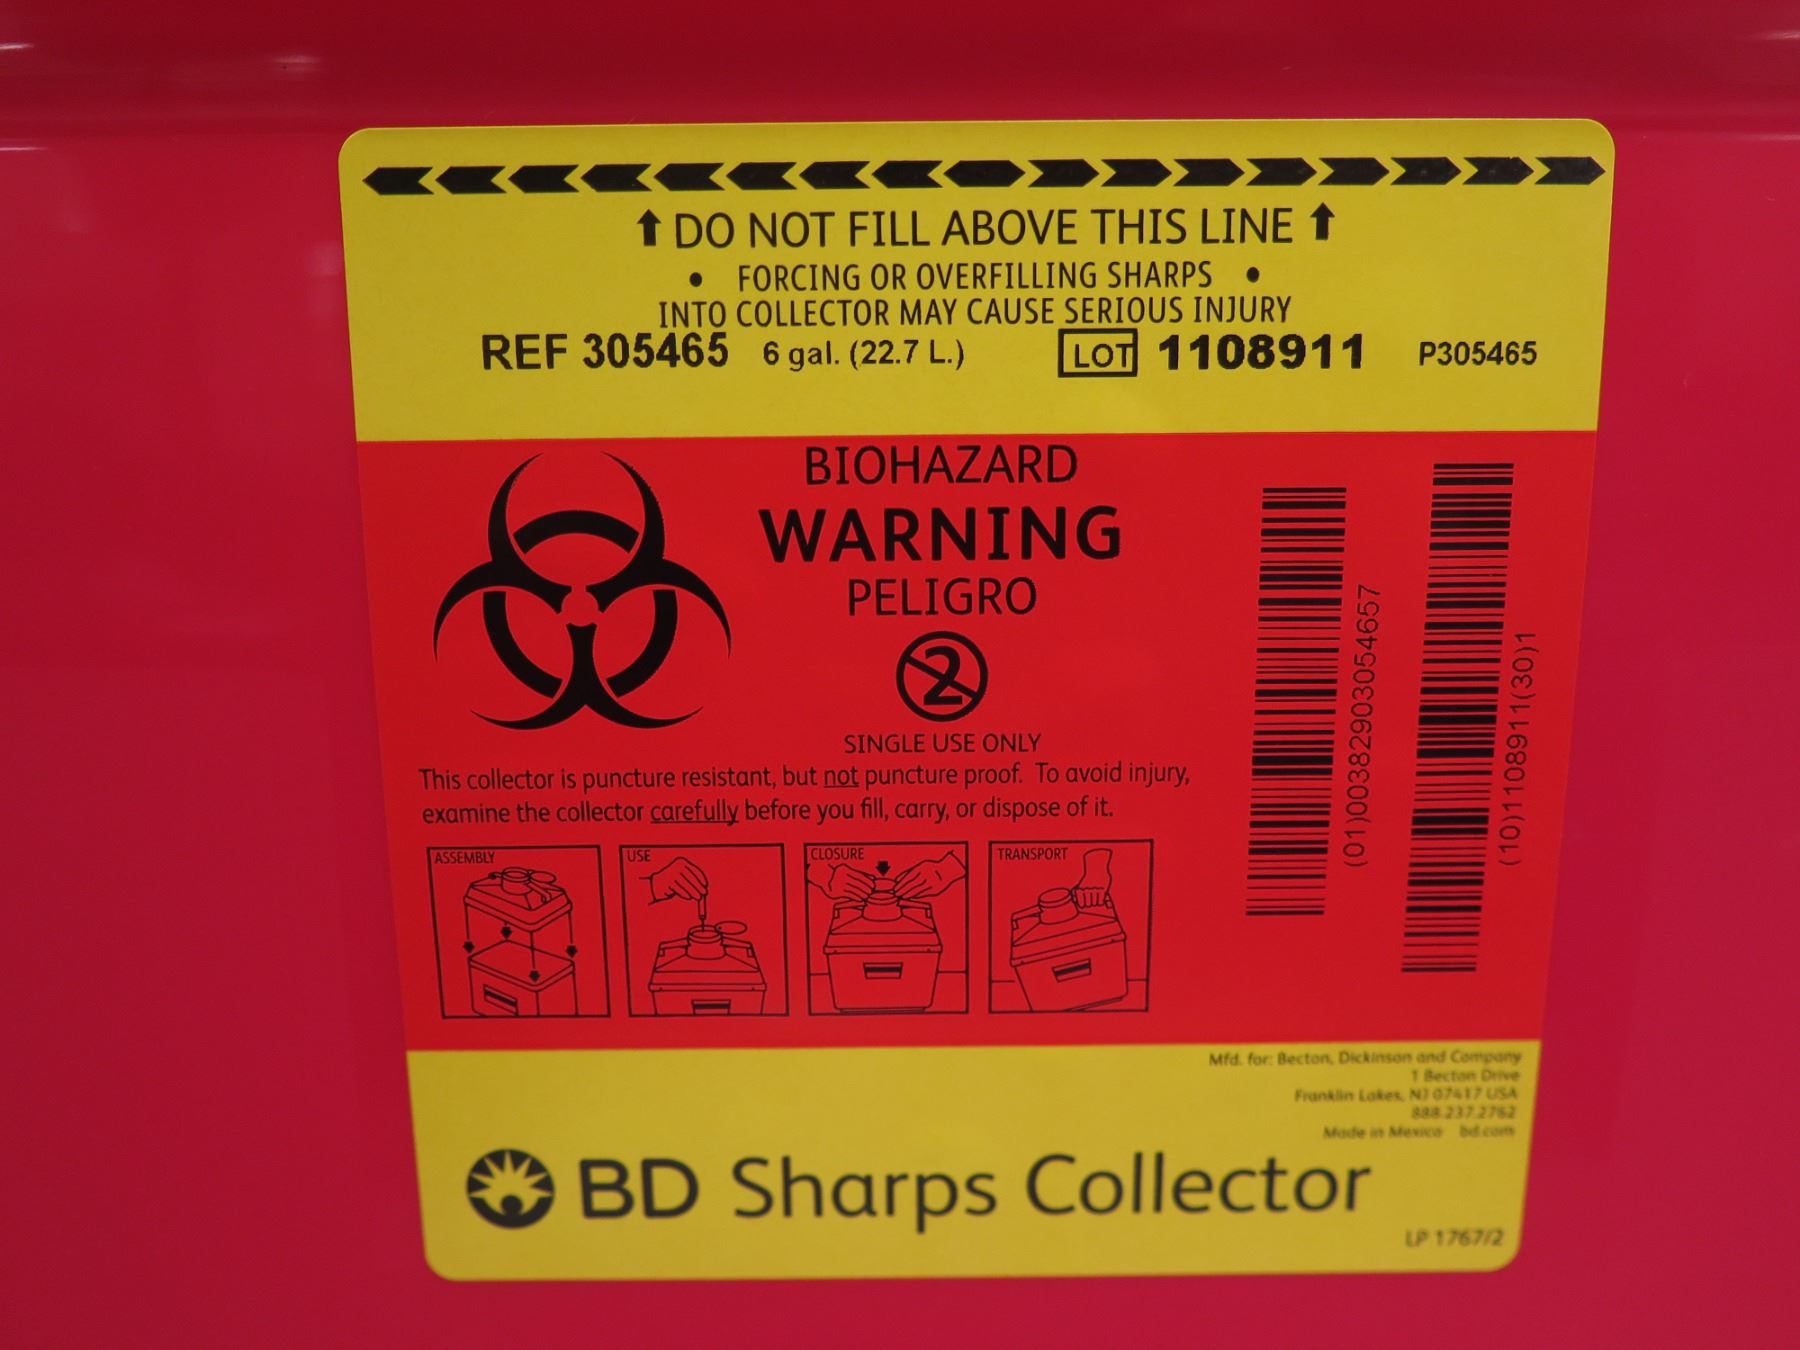 ↑ DO NOT FILL ABOVE THIS LINE ↑
• FORCING OR OVERFILLING SHARPS •
INTO COLLECTOR MAY CAUSE SERIOUS INJURY
REF 305465 6 gal. (22.7 L.) LOT 1108911 P305465
BIOHAZARD
WARNING
PELIGRO
2
SINGLE USE ONLY
This collector is puncture resistant, but not puncture proof. To avoid injury,
examine the collector carefully before you fill, carry, or dispose of it.
ASSEMBLY USE CLOSURE TRANSPORT
(01)00382903054657
(10)1108911(30)1
Mfd. for: Becton, Dickinson and Company
1 Becton Drive
Franklin Lakes, NJ 07417 USA
888.237.2762
Made in Mexico bd.com
BD Sharps Collector
LP 1767/2